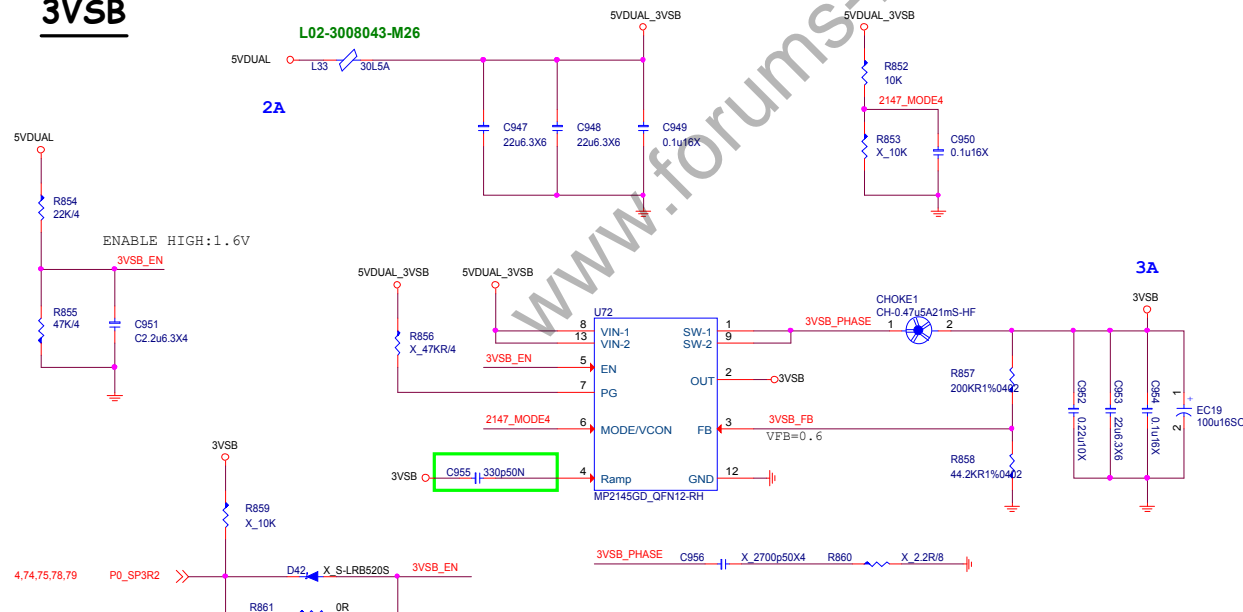 3VSB
L02-3008043-M26
5VDUAL
L33
30L5A
2A
5VDUAL_3VSB
C947
22u6.3X6
C948
22u6.3X6
C949
0.1u16X
5VDUAL_3VSB
R852
10K
2147_MODE4
R853
X_10K
C950
0.1u16X
5VDUAL
R854
22K/4
ENABLE HIGH:1.6V
3VSB_EN
R855
47K/4
C951
C2.2u6.3X4
5VDUAL_3VSB
5VDUAL_3VSB
R856
X_47KR/4
3VSB_EN
2147_MODE4
3VSB
C955
330p50N
U72
8 VIN-1
13 VIN-2
5 EN
7 PG
6 MODE/VCON
4 Ramp
SW-1 1
SW-2 9
OUT 2
FB 3
GND 12
MP2145GD_QFN12-RH
3VSB_PHASE
CHOKE1
CH-0.47u5A21mS-HF
1 2
3VSB
3VSB_FB
VFB=0.6
R857
200KR1%0402
R858
44.2KR1%0402
3A
3VSB
C952
0.22u10X
C953
22u6.3X6
C954
0.1u16X
1
+
2
EC19
100u16SO
3VSB
R859
X_10K
4,74,75,78,79
P0_SP3R2
D42
X_S-LRB520S
3VSB_EN
R861
0R
3VSB_PHASE
C956
X_2700p50X4
R860
X_2.2R/8
www.forums-